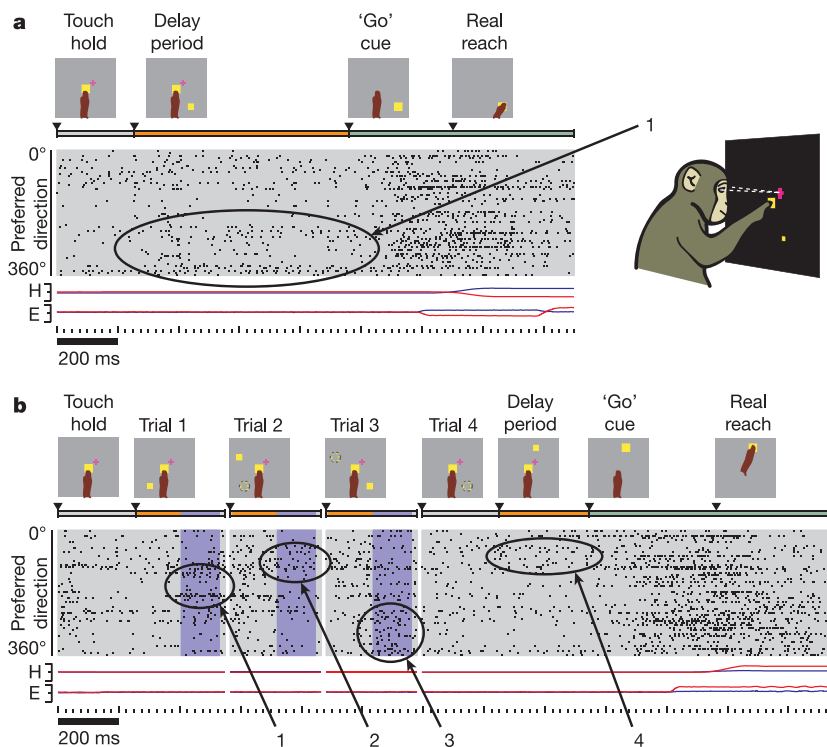 a
Touch hold
Delay period
'Go' cue
Real reach
1
0°
Preferred direction
360°
H
E
200 ms
b
Touch hold
Trial 1
Trial 2
Trial 3
Trial 4
Delay period
'Go' cue
Real reach
0°
Preferred direction
360°
H
E
200 ms
1
2
3
4